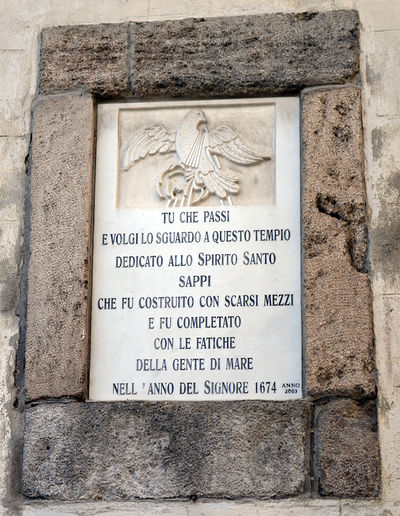 TU CHE PASSI
E VOLGI LO SGUARDO A QUESTO TEMPIO
DEDICATO ALLO SPIRITO SANTO
SAPPI
CHE FU COSTRUITO CON SCARSI MEZZI
E FU COMPLETATO
CON LE FATICHE
DELLA GENTE DI MARE
NELL'ANNO DEL SIGNORE 1674
ANNO
2003